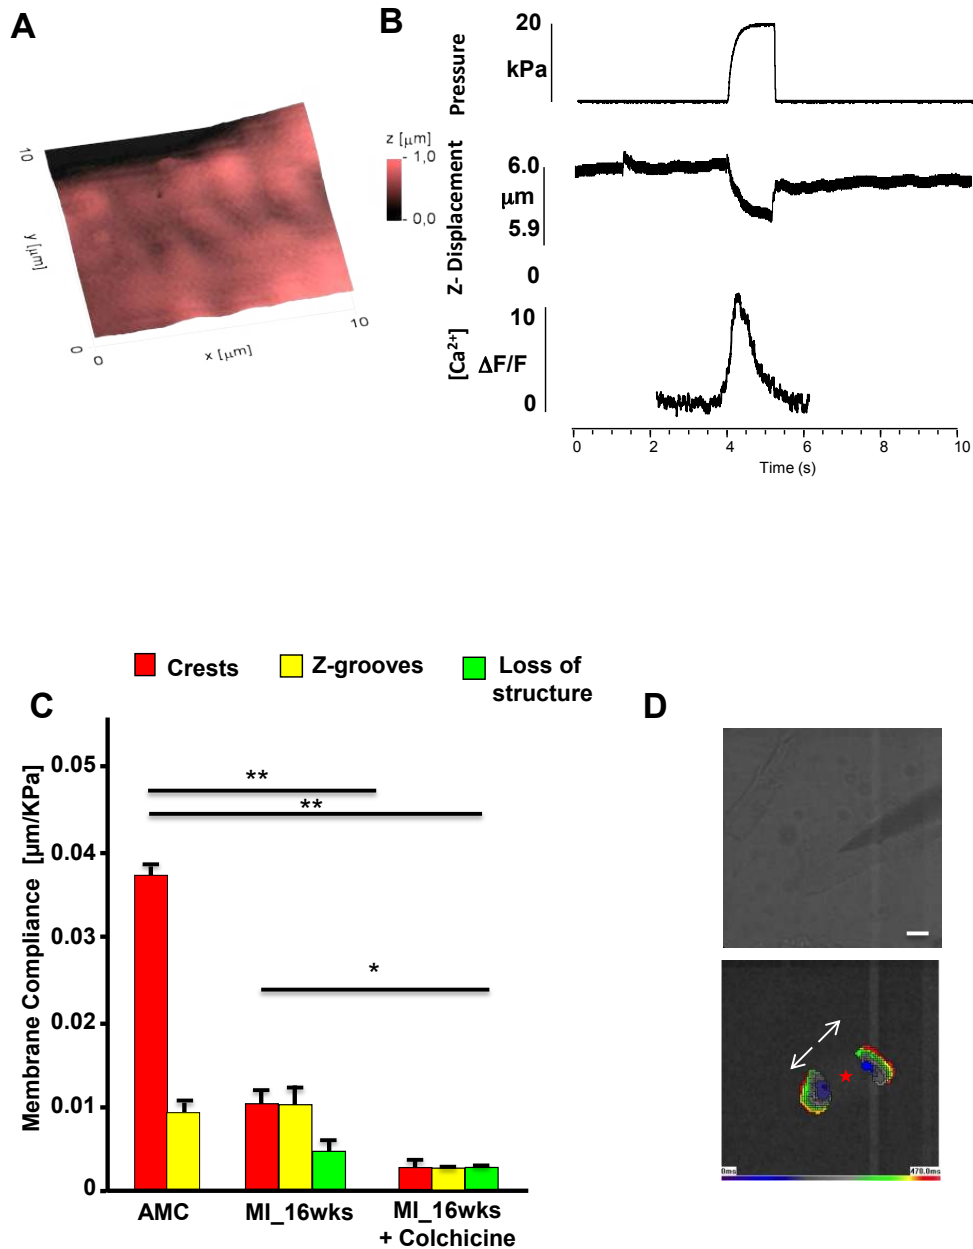 A
10
y [µm]
0
0
x [µm]
10
z [µm]
1,0
0,0
B
Pressure
20
kPa
Z- Displacement
6.0
µm
5.9
0
[Ca2+]
10
ΔF/F
0
0 2 4 6 8 10
Time (s)
Crests
Z-grooves
Loss of
structure
C
Membrane Compliance [µm/KPa]
0.05
0.04
0.03
0.02
0.01
0
**
**
*
AMC
MI_16wks
MI_16wks
+ Colchicine
D
0ms
478.0ms